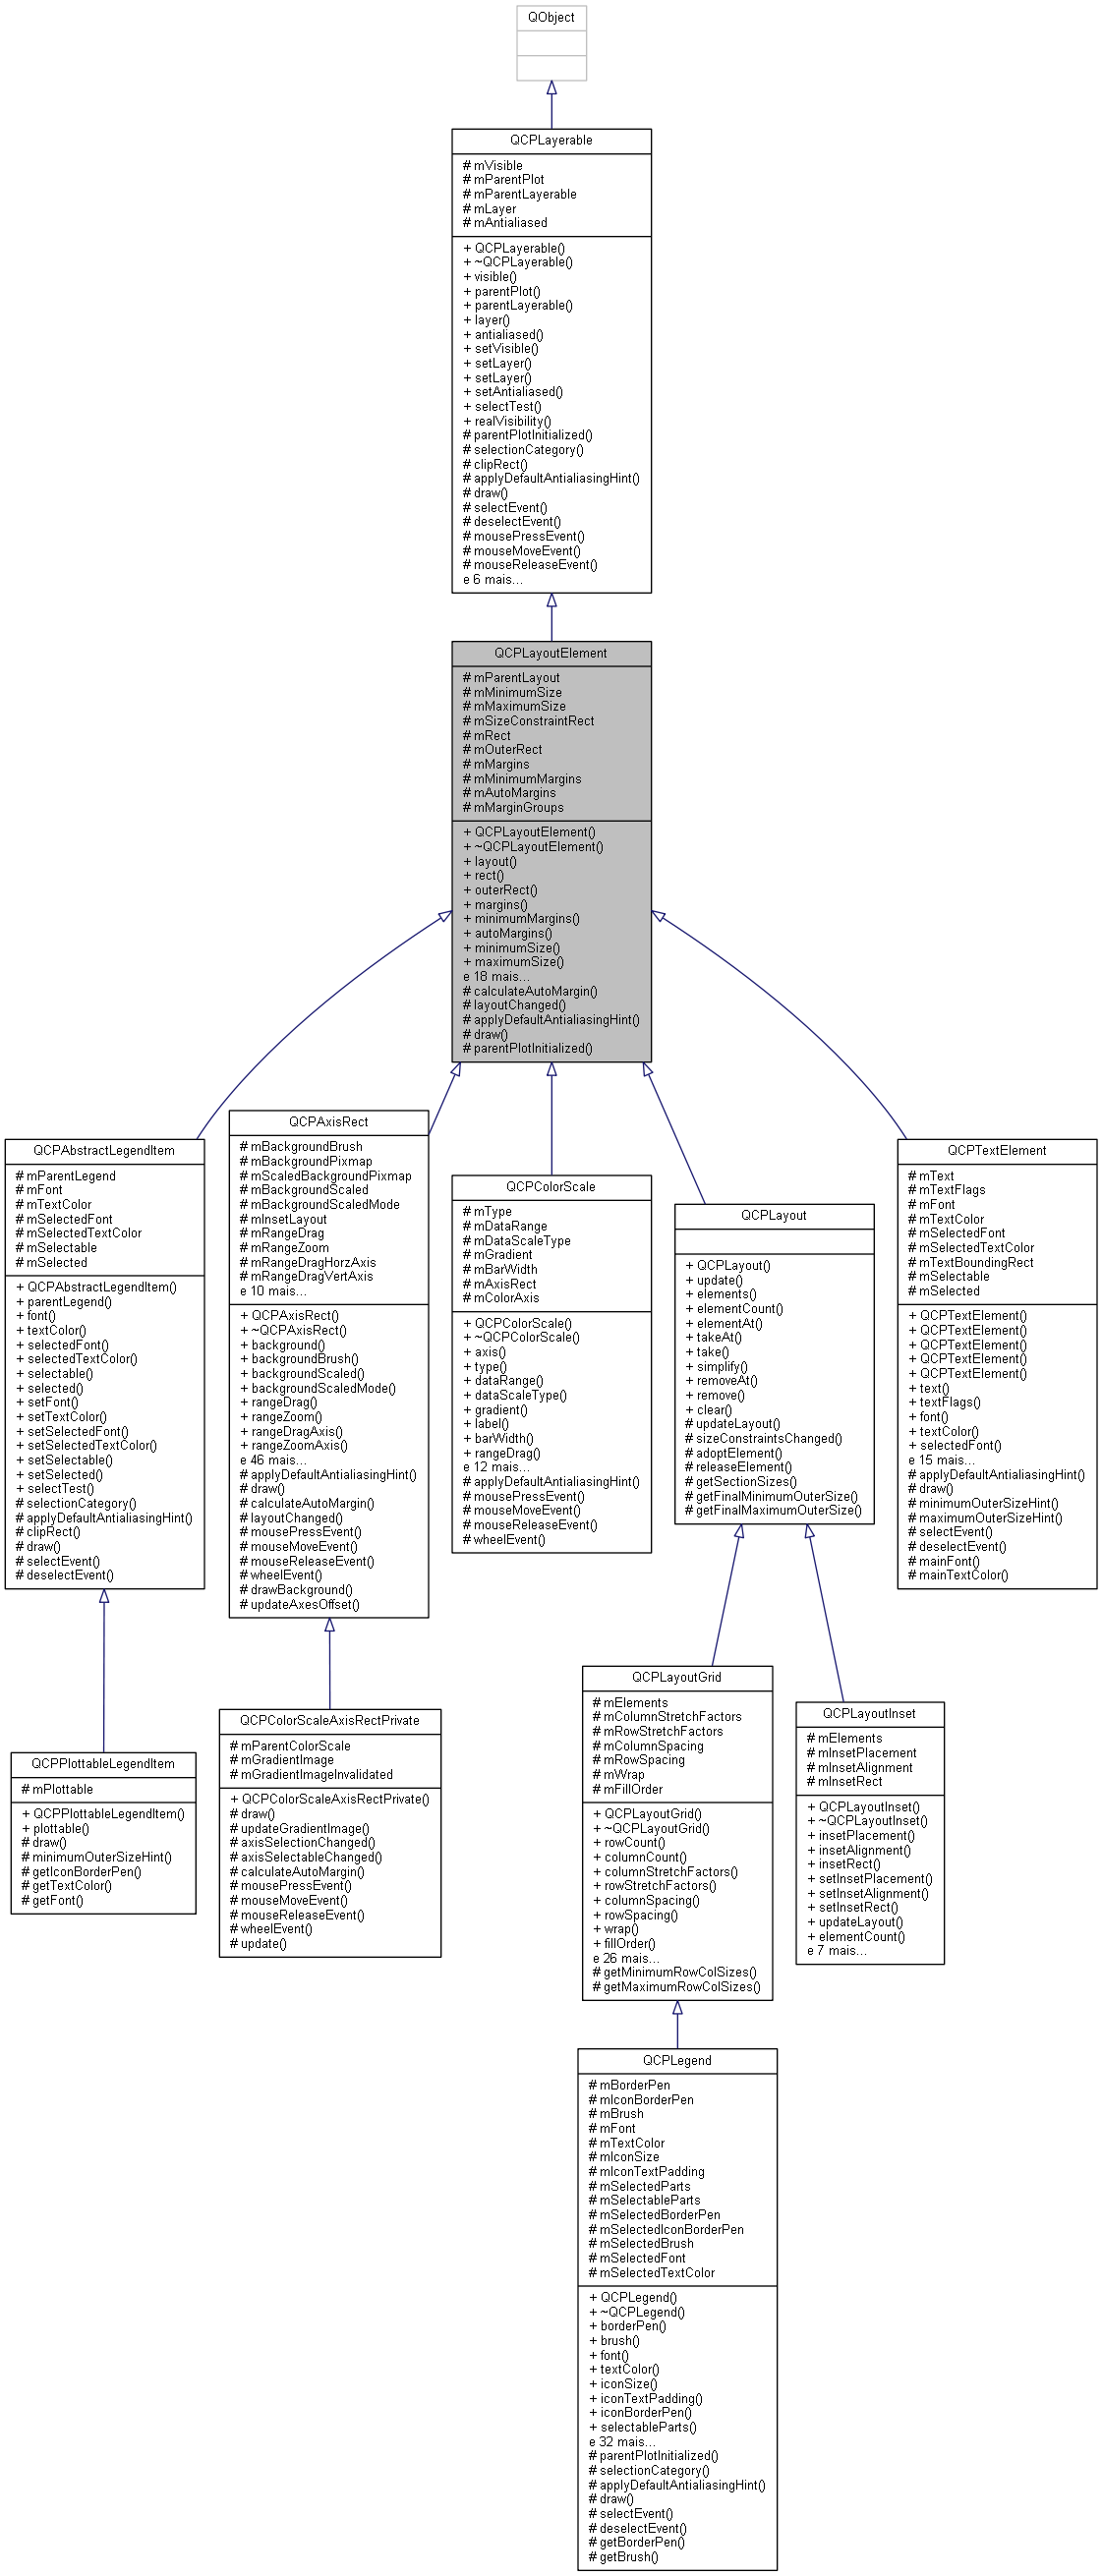 QObject
QCPLayerable
# mVisible
# mParentPlot
# mParentLayerable
# mLayer
# mAntialiased
+ QCPLayerable()
+ ~QCPLayerable()
+ visible()
+ parentPlot()
+ parentLayerable()
+ layer()
+ antialiased()
+ setVisible()
+ setLayer()
+ setLayer()
+ setAntialiased()
+ selectTest()
+ realVisibility()
# parentPlotInitialized()
# selectionCategory()
# clipRect()
# applyDefaultAntialiasingHint()
# draw()
# selectEvent()
# deselectEvent()
# mousePressEvent()
# mouseMoveEvent()
# mouseReleaseEvent()
e 6 mais...
QCPLayoutElement
# mParentLayout
# mMinimumSize
# mMaximumSize
# mSizeConstraintRect
# mRect
# mOuterRect
# mMargins
# mMinimumMargins
# mAutoMargins
# mMarginGroups
+ QCPLayoutElement()
+ ~QCPLayoutElement()
+ layout()
+ rect()
+ outerRect()
+ margins()
+ minimumMargins()
+ autoMargins()
+ minimumSize()
+ maximumSize()
e 18 mais...
# calculateAutoMargin()
# layoutChanged()
# applyDefaultAntialiasingHint()
# draw()
# parentPlotInitialized()
QCPAbstractLegendItem
# mParentLegend
# mFont
# mTextColor
# mSelectedFont
# mSelectedTextColor
# mSelectable
# mSelected
+ QCPAbstractLegendItem()
+ parentLegend()
+ font()
+ textColor()
+ selectedFont()
+ selectedTextColor()
+ selectable()
+ selected()
+ setFont()
+ setTextColor()
+ setSelectedFont()
+ setSelectedTextColor()
+ setSelectable()
+ setSelected()
+ selectTest()
# selectionCategory()
# applyDefaultAntialiasingHint()
# clipRect()
# draw()
# selectEvent()
# deselectEvent()
QCPAxisRect
# mBackgroundBrush
# mBackgroundPixmap
# mScaledBackgroundPixmap
# mBackgroundScaled
# mBackgroundScaledMode
# mInsetLayout
# mRangeDrag
# mRangeZoom
# mRangeDragHorzAxis
# mRangeDragVertAxis
e 10 mais...
+ QCPAxisRect()
+ ~QCPAxisRect()
+ background()
+ backgroundBrush()
+ backgroundScaled()
+ backgroundScaledMode()
+ rangeDrag()
+ rangeZoom()
+ rangeDragAxis()
+ rangeZoomAxis()
e 46 mais...
# applyDefaultAntialiasingHint()
# draw()
# calculateAutoMargin()
# layoutChanged()
# mousePressEvent()
# mouseMoveEvent()
# mouseReleaseEvent()
# wheelEvent()
# drawBackground()
# updateAxesOffset()
QCPColorScale
# mType
# mDataRange
# mDataScaleType
# mGradient
# mBarWidth
# mAxisRect
# mColorAxis
+ QCPColorScale()
+ ~QCPColorScale()
+ axis()
+ type()
+ dataRange()
+ dataScaleType()
+ gradient()
+ label()
+ barWidth()
+ rangeDrag()
e 12 mais...
# applyDefaultAntialiasingHint()
# mousePressEvent()
# mouseMoveEvent()
# mouseReleaseEvent()
# wheelEvent()
QCPLayout
+ QCPLayout()
+ update()
+ elements()
+ elementCount()
+ elementAt()
+ takeAt()
+ take()
+ simplify()
+ removeAt()
+ remove()
+ clear()
# updateLayout()
# sizeConstraintsChanged()
# adoptElement()
# releaseElement()
# getSectionSizes()
# getFinalMinimumOuterSize()
# getFinalMaximumOuterSize()
QCPTextElement
# mText
# mTextFlags
# mFont
# mTextColor
# mSelectedFont
# mSelectedTextColor
# mTextBoundingRect
# mSelectable
# mSelected
+ QCPTextElement()
+ QCPTextElement()
+ QCPTextElement()
+ QCPTextElement()
+ QCPTextElement()
+ text()
+ textFlags()
+ font()
+ textColor()
+ selectedFont()
e 15 mais...
# applyDefaultAntialiasingHint()
# draw()
# minimumOuterSizeHint()
# maximumOuterSizeHint()
# selectEvent()
# deselectEvent()
# mainFont()
# mainTextColor()
QCPPlottableLegendItem
# mPlottable
+ QCPPlottableLegendItem()
+ plottable()
# draw()
# minimumOuterSizeHint()
# getIconBorderPen()
# getTextColor()
# getFont()
QCPColorScaleAxisRectPrivate
# mParentColorScale
# mGradientImage
# mGradientImageInvalidated
+ QCPColorScaleAxisRectPrivate()
# draw()
# updateGradientImage()
# axisSelectionChanged()
# axisSelectableChanged()
# calculateAutoMargin()
# mousePressEvent()
# mouseMoveEvent()
# mouseReleaseEvent()
# wheelEvent()
# update()
QCPLayoutGrid
# mElements
# mColumnStretchFactors
# mRowStretchFactors
# mColumnSpacing
# mRowSpacing
# mWrap
# mFillOrder
+ QCPLayoutGrid()
+ ~QCPLayoutGrid()
+ rowCount()
+ columnCount()
+ columnStretchFactors()
+ rowStretchFactors()
+ columnSpacing()
+ rowSpacing()
+ wrap()
+ fillOrder()
e 26 mais...
# getMinimumRowColSizes()
# getMaximumRowColSizes()
QCPLayoutInset
# mElements
# mInsetPlacement
# mInsetAlignment
# mInsetRect
+ QCPLayoutInset()
+ ~QCPLayoutInset()
+ insetPlacement()
+ insetAlignment()
+ insetRect()
+ setInsetPlacement()
+ setInsetAlignment()
+ setInsetRect()
+ updateLayout()
+ elementCount()
e 7 mais...
QCPLegend
# mBorderPen
# mIconBorderPen
# mBrush
# mFont
# mTextColor
# mIconSize
# mIconTextPadding
# mSelectedParts
# mSelectableParts
# mSelectedBorderPen
# mSelectedIconBorderPen
# mSelectedBrush
# mSelectedFont
# mSelectedTextColor
+ QCPLegend()
+ ~QCPLegend()
+ borderPen()
+ brush()
+ font()
+ textColor()
+ iconSize()
+ iconTextPadding()
+ iconBorderPen()
+ selectableParts()
e 32 mais...
# parentPlotInitialized()
# selectionCategory()
# applyDefaultAntialiasingHint()
# draw()
# selectEvent()
# deselectEvent()
# getBorderPen()
# getBrush()